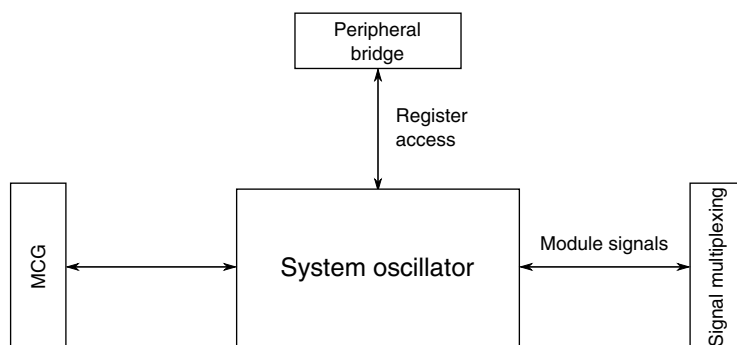 Peripheral
bridge
Register
access
MCG
System oscillator
Module signals
Signal multiplexing